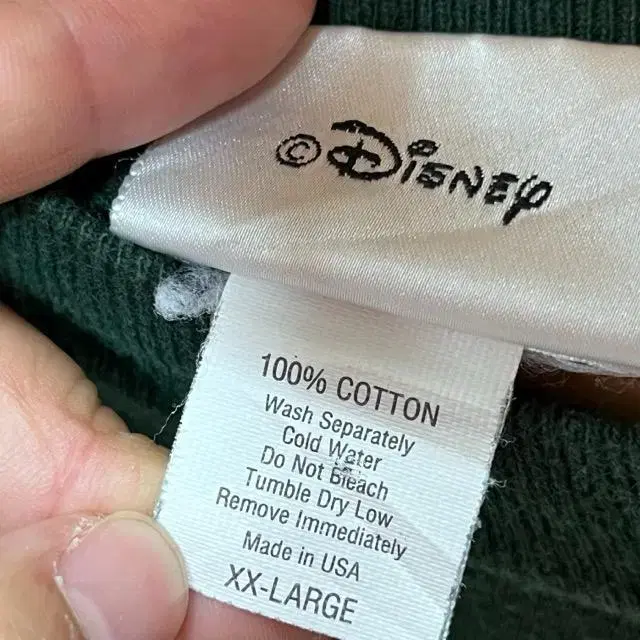 © Disney
100% COTTON
Wash Separately
Cold Water
Do Not Bleach
Tumble Dry Low
Remove Immediately
Made in USA
XX-LARGE